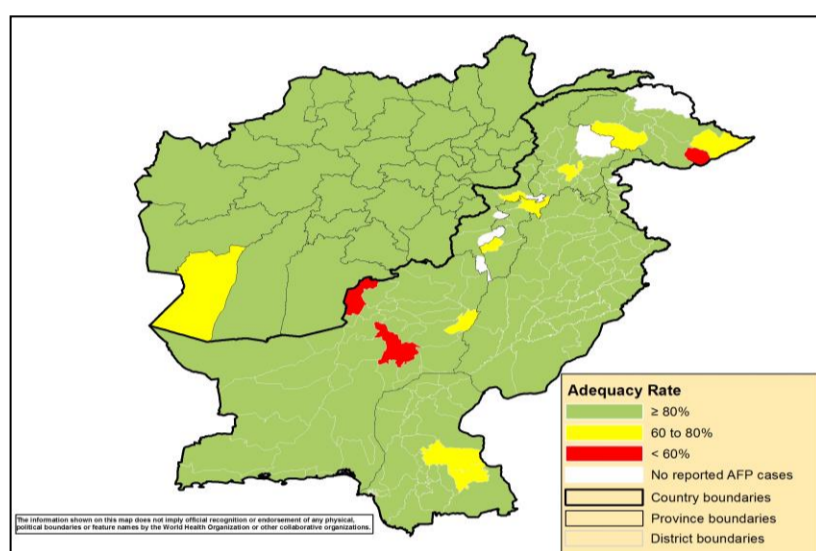 Adequacy Rate
≥ 80%
60 to 80%
< 60%
No reported AFP cases
Country boundaries
Province boundaries
District boundaries
The information shown on this map does not imply official recognition or endorsement of any physical,
political boundaries or feature names by the World Health Organization or other collaborative organizations.